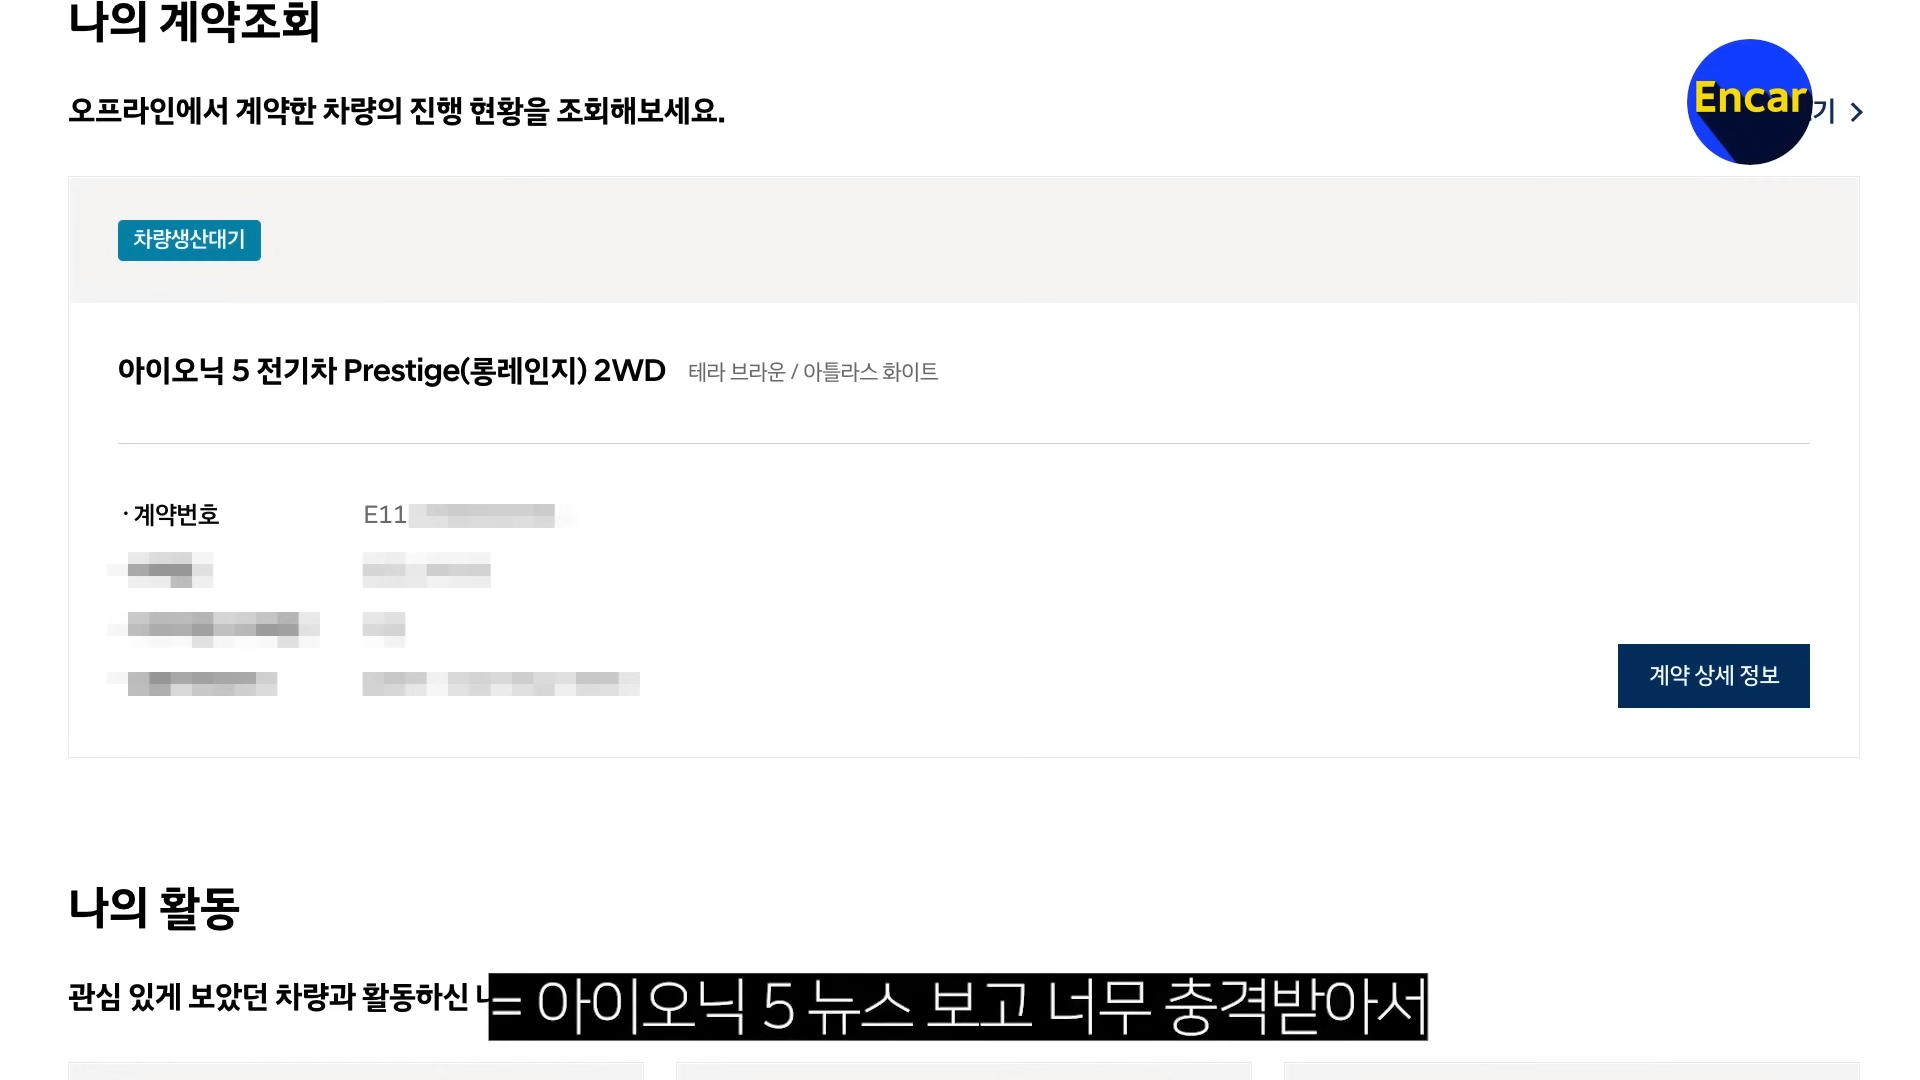 나의 계약조회
오프라인에서 계약한 차량의 진행 현황을 조회해보세요.
Encar
기 >
차량생산대기
아이오닉 5 전기차 Prestige(롱레인지) 2WD 테라 브라운 / 아틀라스 화이트
· 계약번호 E11
계약 상세 정보
나의 활동
관심 있게 보았던 차량과 활동하신
= 아이오닉 5 뉴스 보고 너무 충격받아서